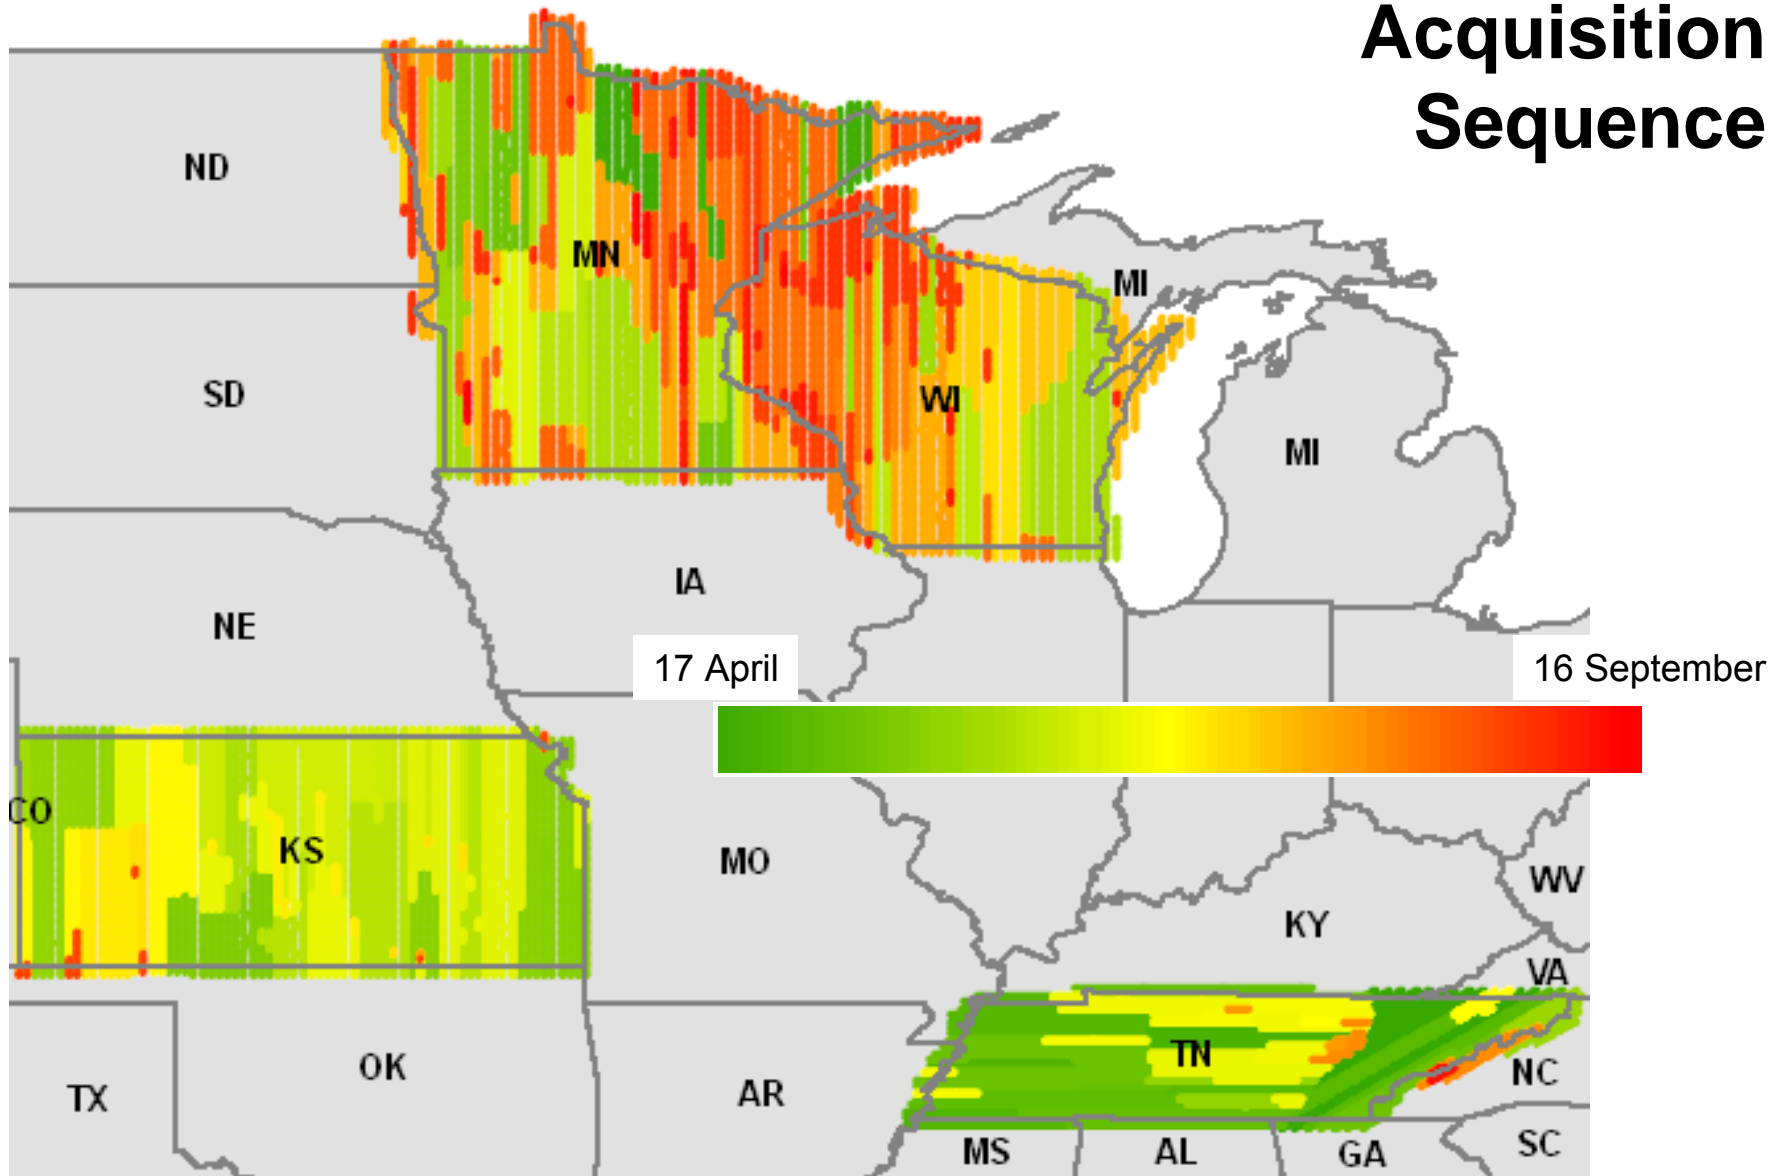 Acquisition
Sequence
ND
MN
MI
SD
WI
MI
IA
NE
17 April
16 September
CO
KS
MO
WV
KY
VA
TN
OK
NC
TX
AR
MS
AL
GA
SC